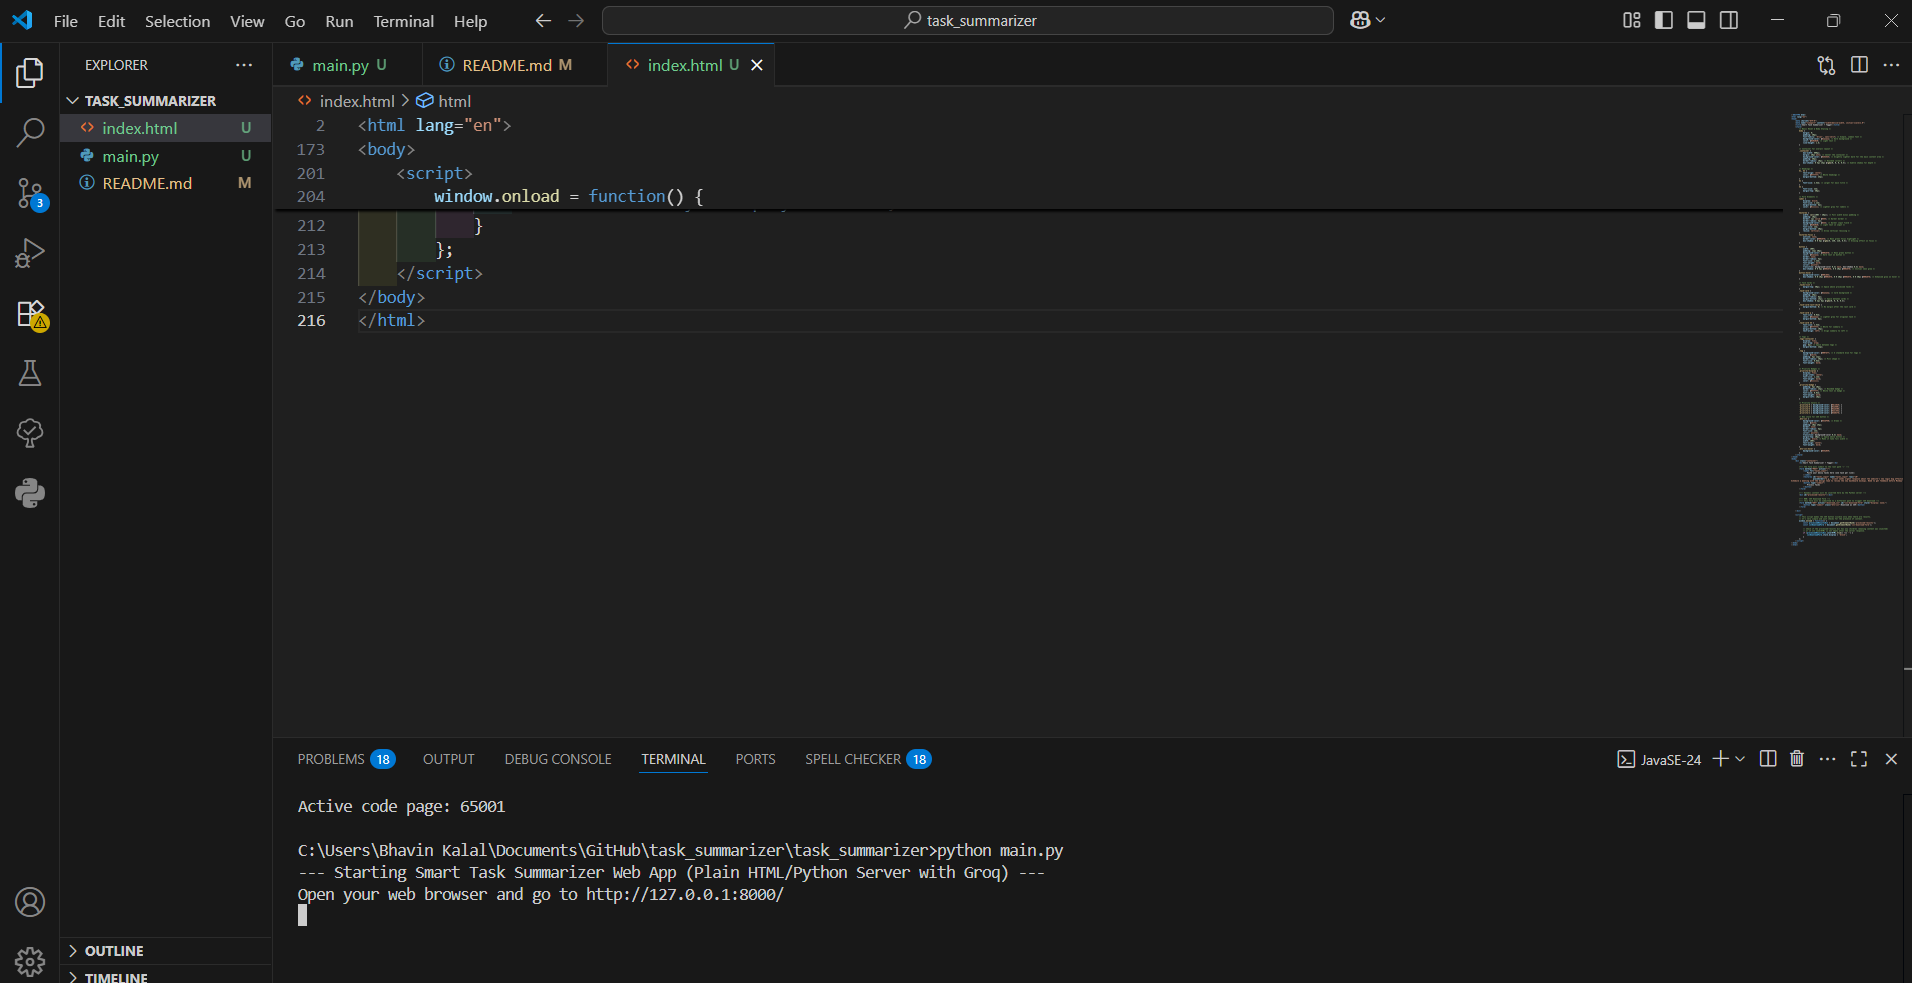 File Edit Selection View Go Run Terminal Help
task_summarizer
EXPLORER
TASK_SUMMARIZER
index.html U
main.py U
README.md M
3
OUTLINE
TIMELINE
main.py U
README.md M
index.html U
index.html > html
2 <html lang="en">
173 <body>
201 <script>
204 window.onload = function() {
212 }
213 };
214 </script>
215 </body>
216 </html>
PROBLEMS 18 OUTPUT DEBUG CONSOLE TERMINAL PORTS SPELL CHECKER 18
JavaSE-24
Active code page: 65001
C:\Users\Bhavin Kalal\Documents\GitHub\task_summarizer\task_summarizer>python main.py
--- Starting Smart Task Summarizer Web App (Plain HTML/Python Server with Groq) ---
Open your web browser and go to http://127.0.0.1:8000/